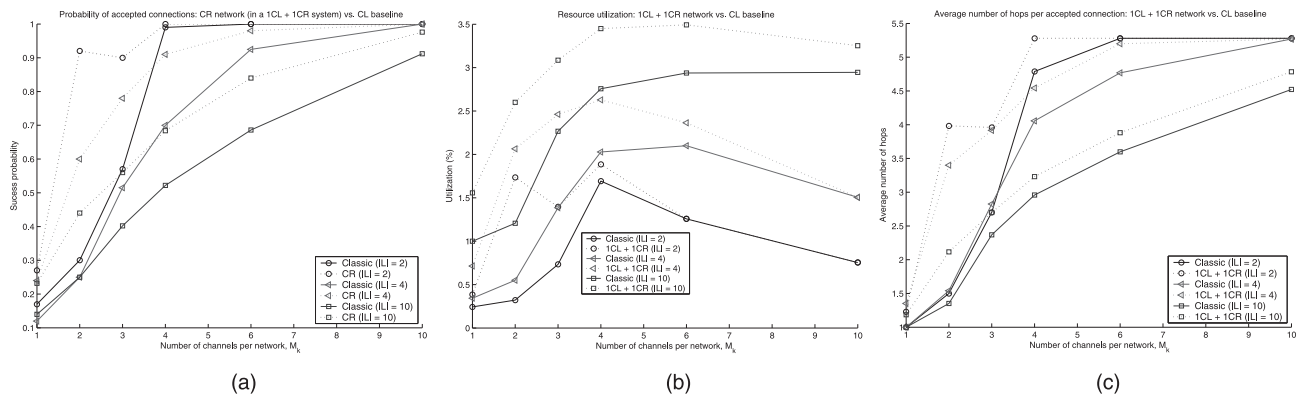 Probability of accepted connections: CR network (in a 1CL + 1CR system) vs. CL baseline
1
0.9
0.8
0.7
0.6
0.5
0.4
0.3
0.2
0.1
Sucess probability
Classic (|L| = 2)
CR (|L| = 2)
Classic (|L| = 4)
CR (|L| = 4)
Classic (|L| = 10)
CR (|L| = 10)
1 2 3 4 5 6 7 8 9 10
Number of channels per network, M_k
(a)
Resource utilization: 1CL + 1CR network vs. CL baseline
3.5
3
2.5
2
1.5
1
0.5
0
Utilization (%)
Classic (|L| = 2)
1CL + 1CR (|L| = 2)
Classic (|L| = 4)
1CL + 1CR (|L| = 4)
Classic (|L| = 10)
1CL + 1CR (|L| = 10)
1 2 3 4 5 6 7 8 9 10
Number of channels per network, M_k
(b)
Average number of hops per accepted connection: 1CL + 1CR network vs. CL baseline
5.5
5
4.5
4
3.5
3
2.5
2
1.5
1
Average number of hops
Classic (|L| = 2)
1CL + 1CR (|L| = 2)
Classic (|L| = 4)
1CL + 1CR (|L| = 4)
Classic (|L| = 10)
1CL + 1CR (|L| = 10)
1 2 3 4 5 6 7 8 9 10
Number of channels per network, M_k
(c)